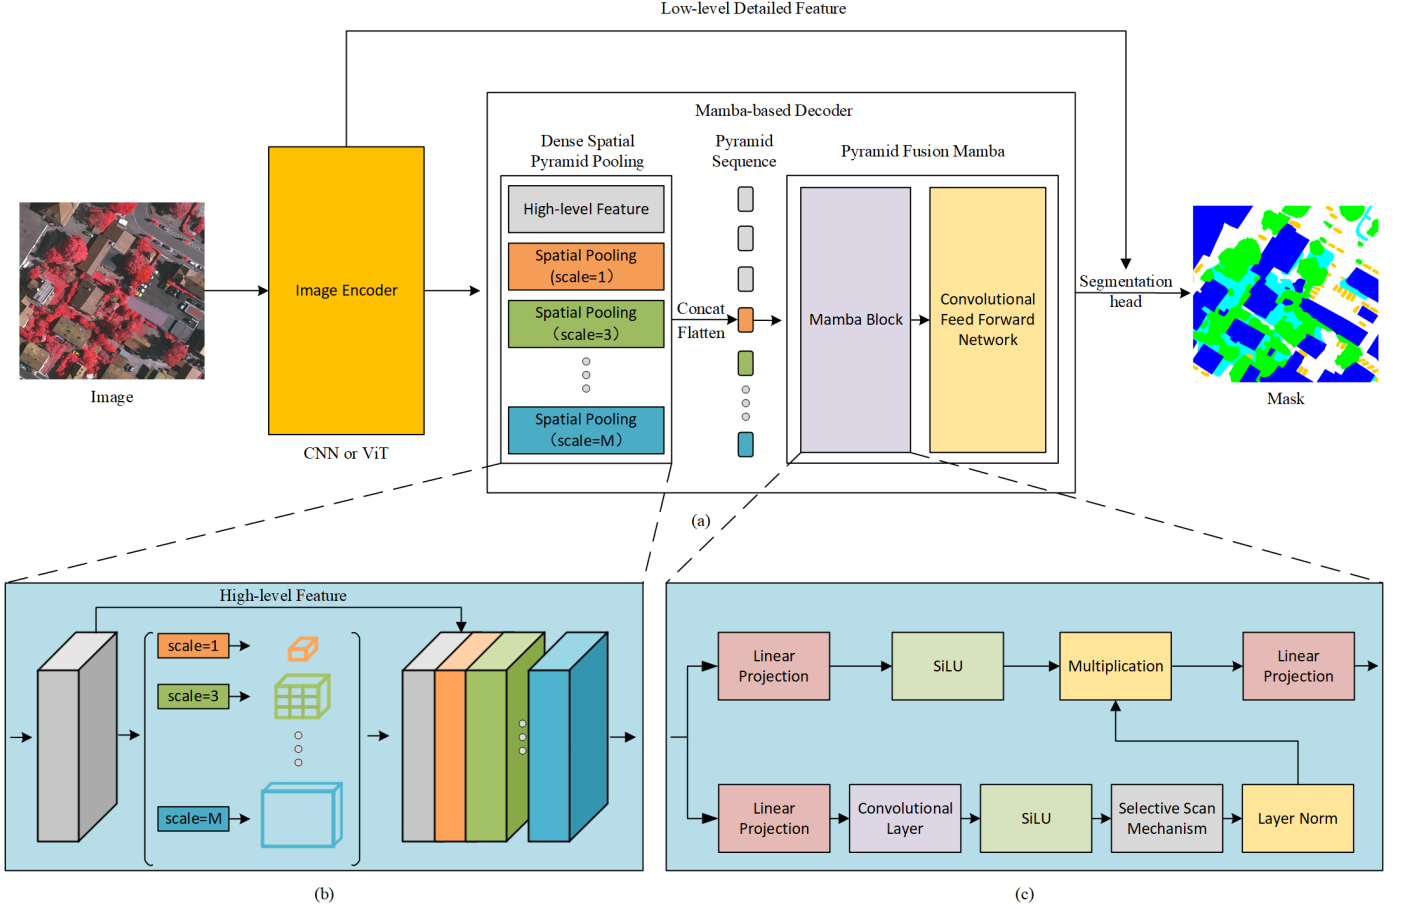 Low-level Detailed Feature
Mamba-based Decoder
Dense Spatial
Pyramid Pooling
Pyramid
Sequence
Pyramid Fusion Mamba
High-level Feature
Spatial Pooling
(scale=1）
Spatial Pooling
（scale=3）
Spatial Pooling
（scale=M）
Concat
Flatten
Image Encoder
Mamba Block
Convolutional
Feed Forward
Network
Segmentation
head
Image
CNN or ViT
Mask
(a)
High-level Feature
scale=1
scale=3
scale=M
(b)
Linear
Projection
SiLU
Multiplication
Linear
Projection
Linear
Projection
Convolutional
Layer
SiLU
Selective Scan
Mechanism
Layer Norm
(c)